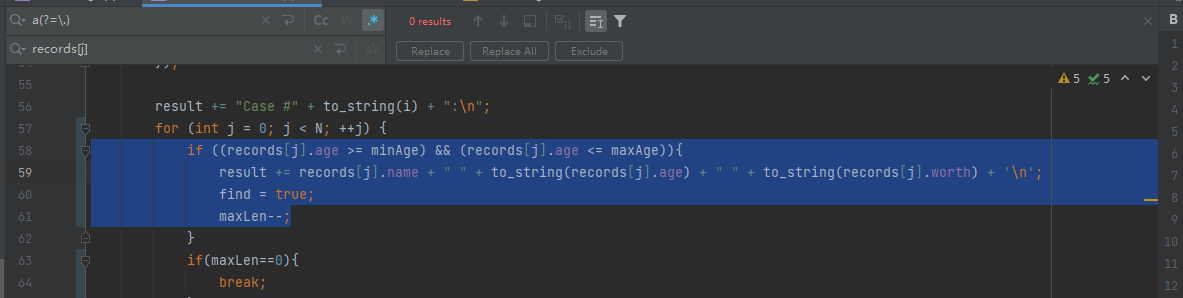 a(?=\.)
Cc W .*
0 results
records[j]
Replace
Replace All
Exclude
B
5 5
55
56 result += "Case #" + to_string(i) + ":\n";
57 for (int j = 0; j < N; ++j) {
58 if ((records[j].age >= minAge) && (records[j].age <= maxAge)){
59 result += records[j].name + " " + to_string(records[j].age) + " " + to_string(records[j].worth) + '\n';
60 find = true;
61 maxLen--;
62 }
63 if(maxLen==0){
64 break;
1
2
3
4
5
6
7
8
9
10
11
12